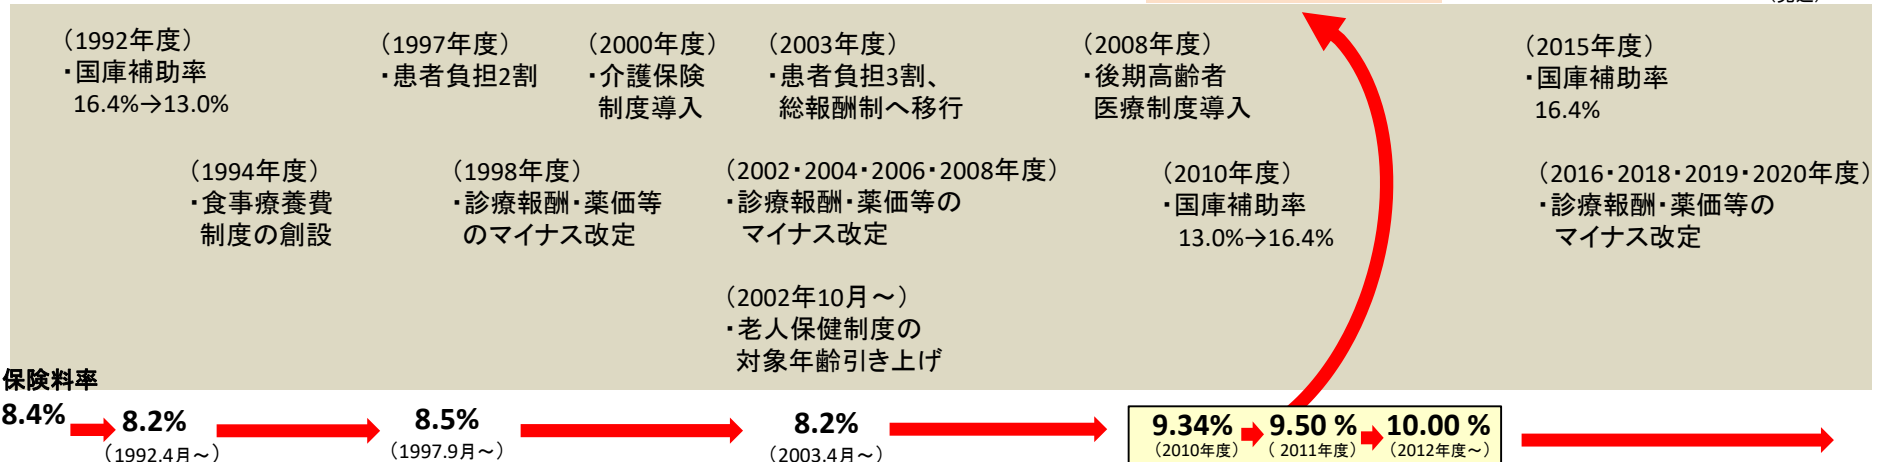 （1992年度）
・国庫補助率
16.4%→13.0%
（1997年度）
・患者負担2割
（2000年度）
・介護保険
制度導入
（2003年度）
・患者負担3割、
総報酬制へ移行
（2008年度）
・後期高齢者
医療制度導入
（2015年度）
・国庫補助率
16.4%
（1994年度）
・食事療養費
制度の創設
（1998年度）
・診療報酬・薬価等
のマイナス改定
（2002・2004・2006・2008年度）
・診療報酬・薬価等の
マイナス改定
（2010年度）
・国庫補助率
13.0%→16.4%
（2016・2018・2019・2020年度）
・診療報酬・薬価等の
マイナス改定
（2002年10月～）
・老人保健制度の
対象年齢引き上げ
保険料率
8.4%
8.2%
（1992.4月～）
8.5%
（1997.9月～）
8.2%
（2003.4月～）
9.34%
（2010年度）
9.50 %
（ 2011年度）
10.00 %
（2012年度～）